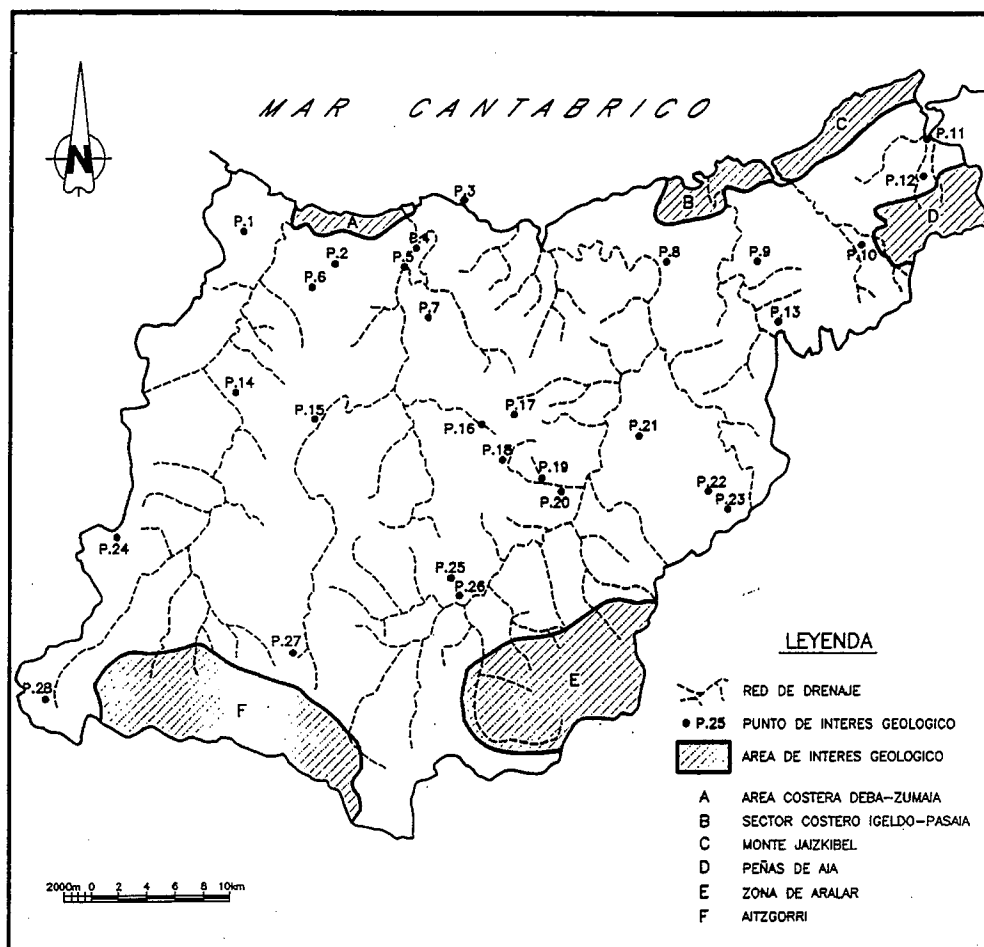 MAR CANTABRICO
N
C
P.11
P.12
P.3
B
D
A
P.1
P.4
P.10
P.2
P.5
P.8
P.9
P.6
P.7
P.13
P.14
P.15
P.17
P.16
P.21
P.18
P.19
P.20
P.22
P.23
P.24
P.25
P.26
P.27
E
P.28
F
LEYENDA
RED DE DRENAJE
P.25 PUNTO DE INTERES GEOLOGICO
AREA DE INTERES GEOLOGICO
A AREA COSTERA DEBA-ZUMAIA
B SECTOR COSTERO IGELDO-PASAIA
C MONTE JAIZKIBEL
D PEÑAS DE AIA
E ZONA DE ARALAR
F AITZGORRI
2000m 0 2 4 6 8 10km